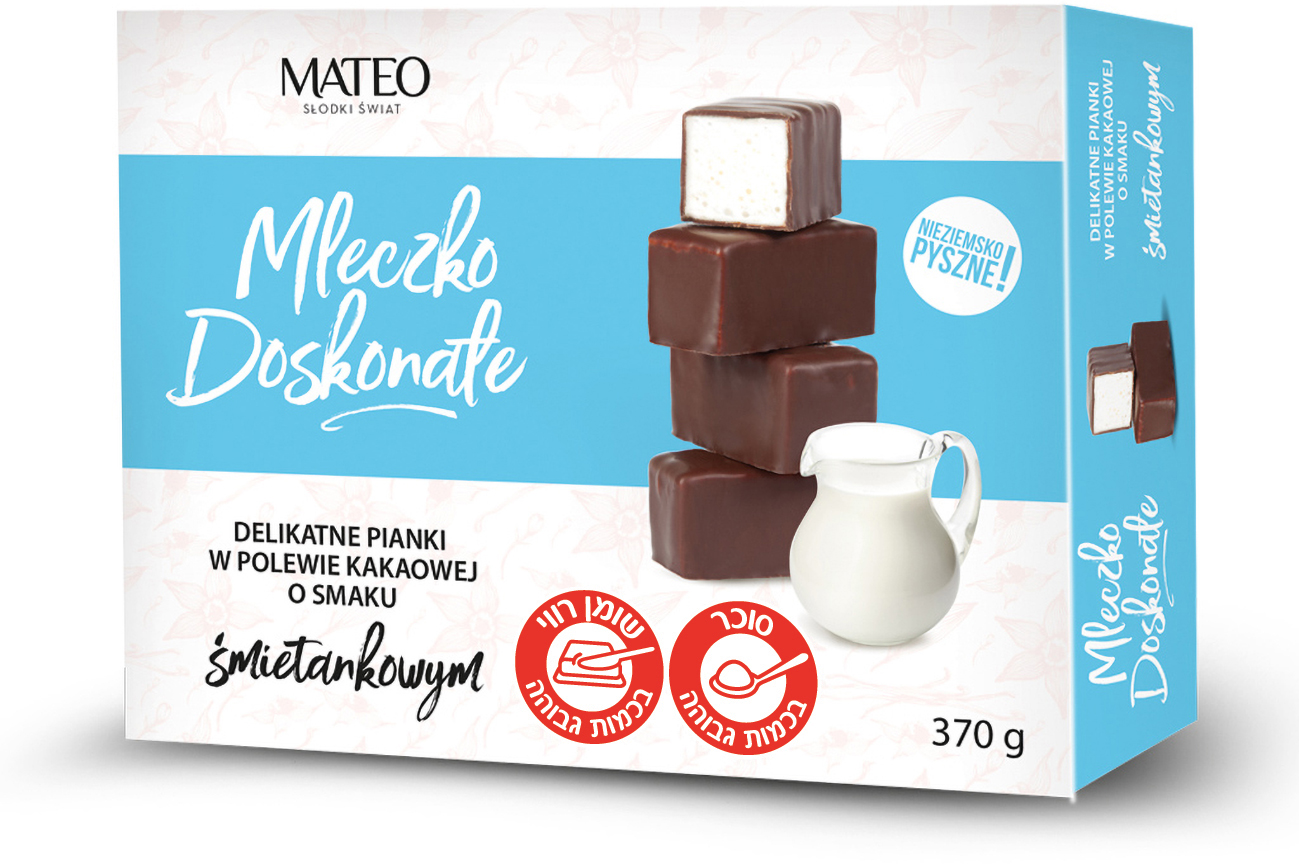 MATEO
SŁODKI ŚWIAT
Mleczko
Doskonałe
NIEZIEMSKO
PYSZNE!
DELIKATNE PIANKI
W POLEWIE KAKAOWEJ
O SMAKU
śmietankowym
שומן רווי
בכמות גבוהה
סוכר
בכמות גבוהה
370 g
DELIKATNE PIANKI
W POLEWIE KAKAOWEJ
O SMAKU
śmietankowym
Mleczko
Doskonałe